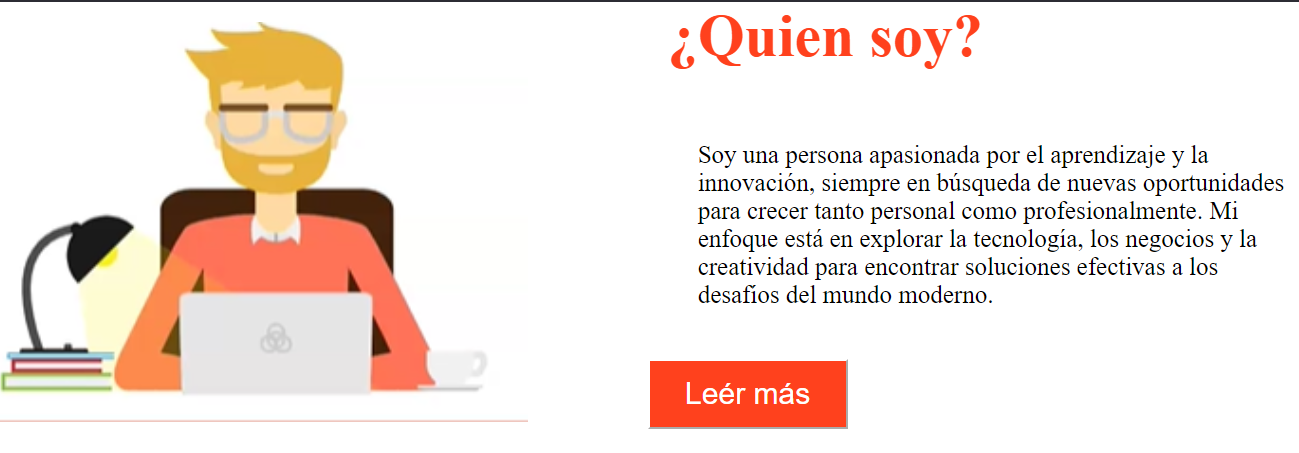 ¿Quien soy?
Soy una persona apasionada por el aprendizaje y la
innovación, siempre en búsqueda de nuevas oportunidades
para crecer tanto personal como profesionalmente. Mi
enfoque está en explorar la tecnología, los negocios y la
creatividad para encontrar soluciones efectivas a los
desafíos del mundo moderno.
Leér más